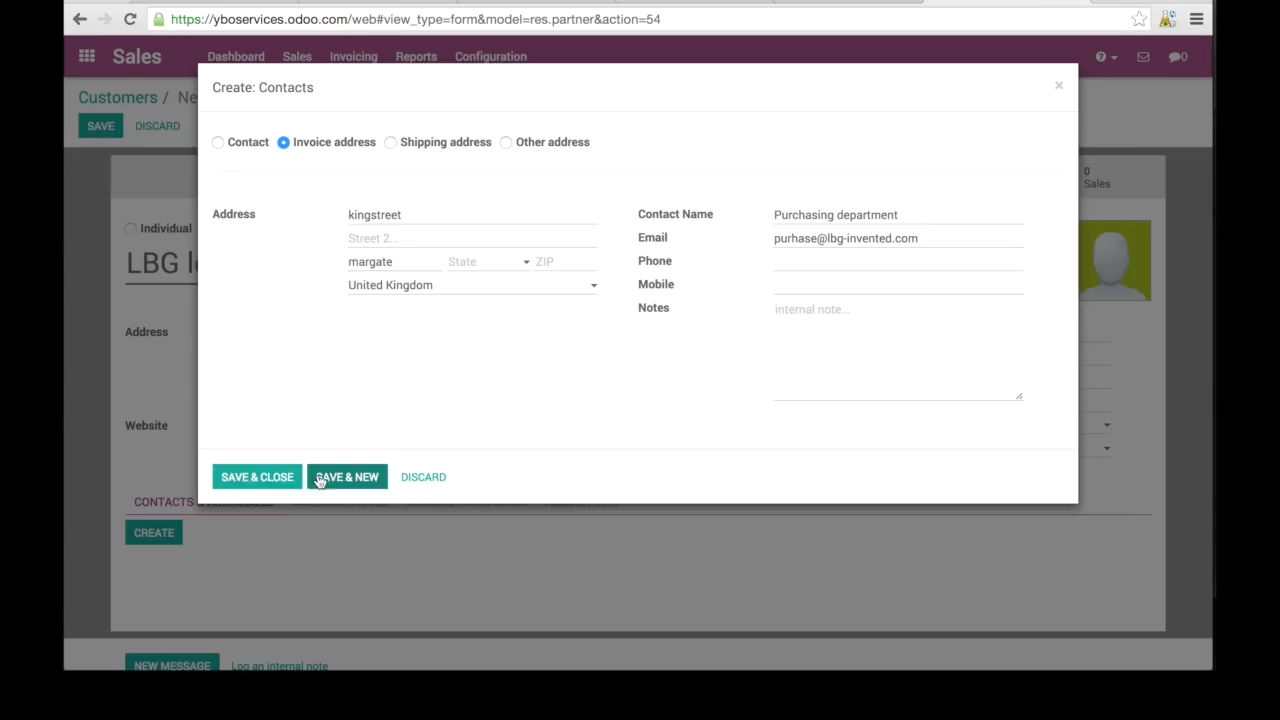 https://yboservices.odoo.com/web#view_type=form&model=res.partner&action=54
Sales Dashboard Sales Invoicing Reports Configuration 0
Create: Contacts ×
Customers / Ne
SAVE DISCARD
Contact Invoice address Shipping address Other address
0
Sales
Individual
LBG
Address kingstreet Contact Name Purchasing department
Street 2... Email purhase@lbg-invented.com
margate State ZIP Phone
United Kingdom Mobile
Notes internal note...
Address
Website
SAVE & CLOSE SAVE & NEW DISCARD
CONTACTS
CREATE
NEW MESSAGE Log an internal note